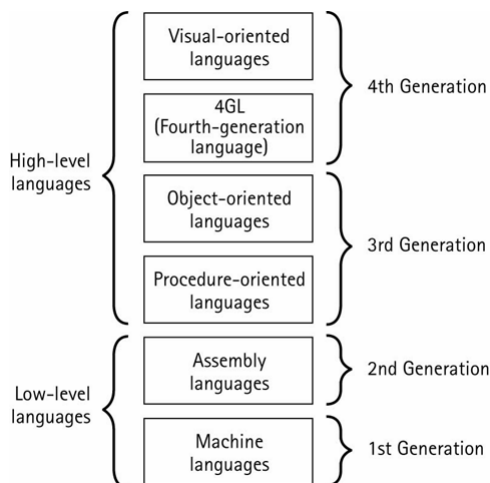 Visual-oriented
languages
4th Generation
4GL
(Fourth-generation
language)
High-level
languages
Object-oriented
languages
3rd Generation
Procedure-oriented
languages
Assembly
languages
2nd Generation
Low-level
languages
Machine
languages
1st Generation